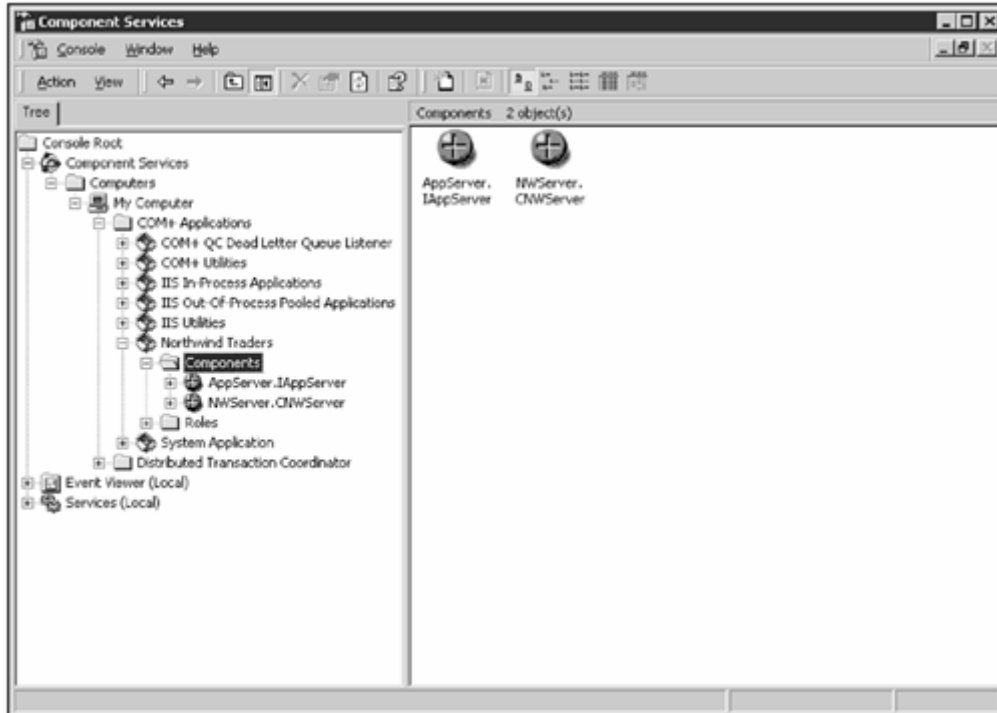 Component Services
Console Window Help
Action View
Tree
Components 2 object(s)
Console Root
Component Services
Computers
My Computer
COM+ Applications
COM+ QC Dead Letter Queue Listener
COM+ Utilities
IIS In-Process Applications
IIS Out-Of-Process Pooled Applications
IIS Utilities
Northwind Traders
Components
AppServer.IAppServer
NWServer.CNWServer
Roles
System Application
Distributed Transaction Coordinator
Event Viewer (Local)
Services (Local)
AppServer.
IAppServer
NWServer.
CNWServer